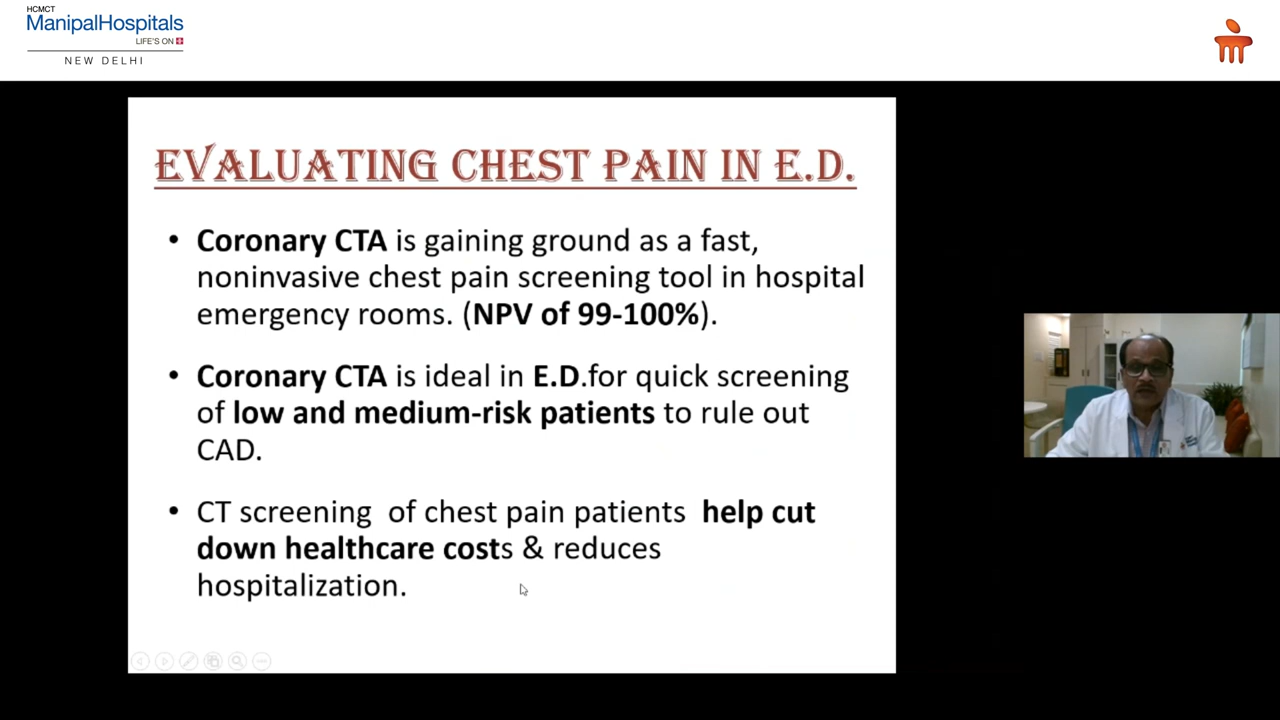 HCMCT
ManipalHospitals
LIFE'S ON
NEW DELHI
EVALUATING CHEST PAIN IN E.D.
• Coronary CTA is gaining ground as a fast,
noninvasive chest pain screening tool in hospital
emergency rooms. (NPV of 99-100%).
• Coronary CTA is ideal in E.D.for quick screening
of low and medium-risk patients to rule out
CAD.
• CT screening of chest pain patients help cut
down healthcare costs & reduces
hospitalization.